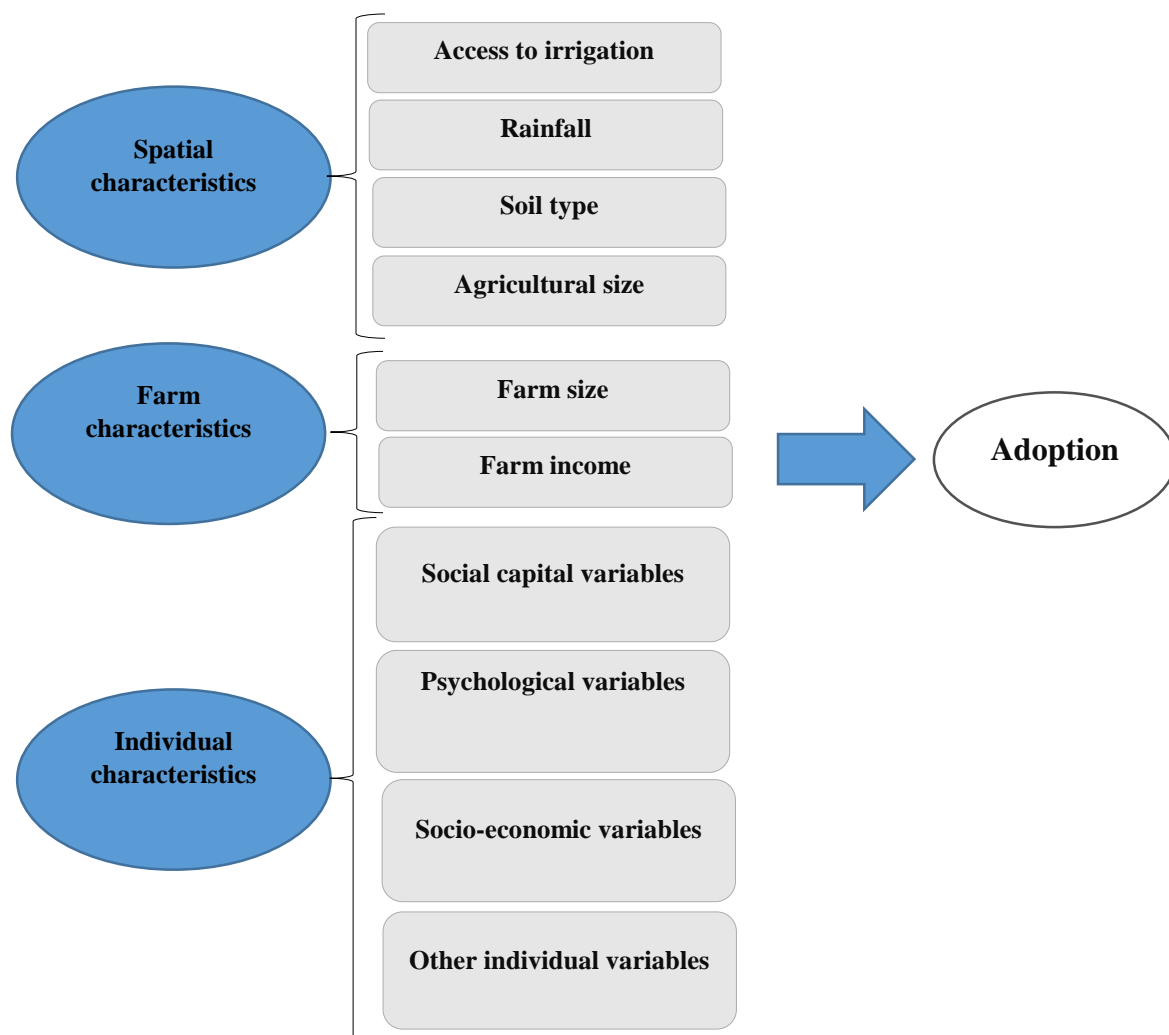 Spatial
characteristics
Access to irrigation
Rainfall
Soil type
Agricultural size
Farm
characteristics
Farm size
Farm income
Individual
characteristics
Social capital variables
Psychological variables
Socio-economic variables
Other individual variables
Adoption